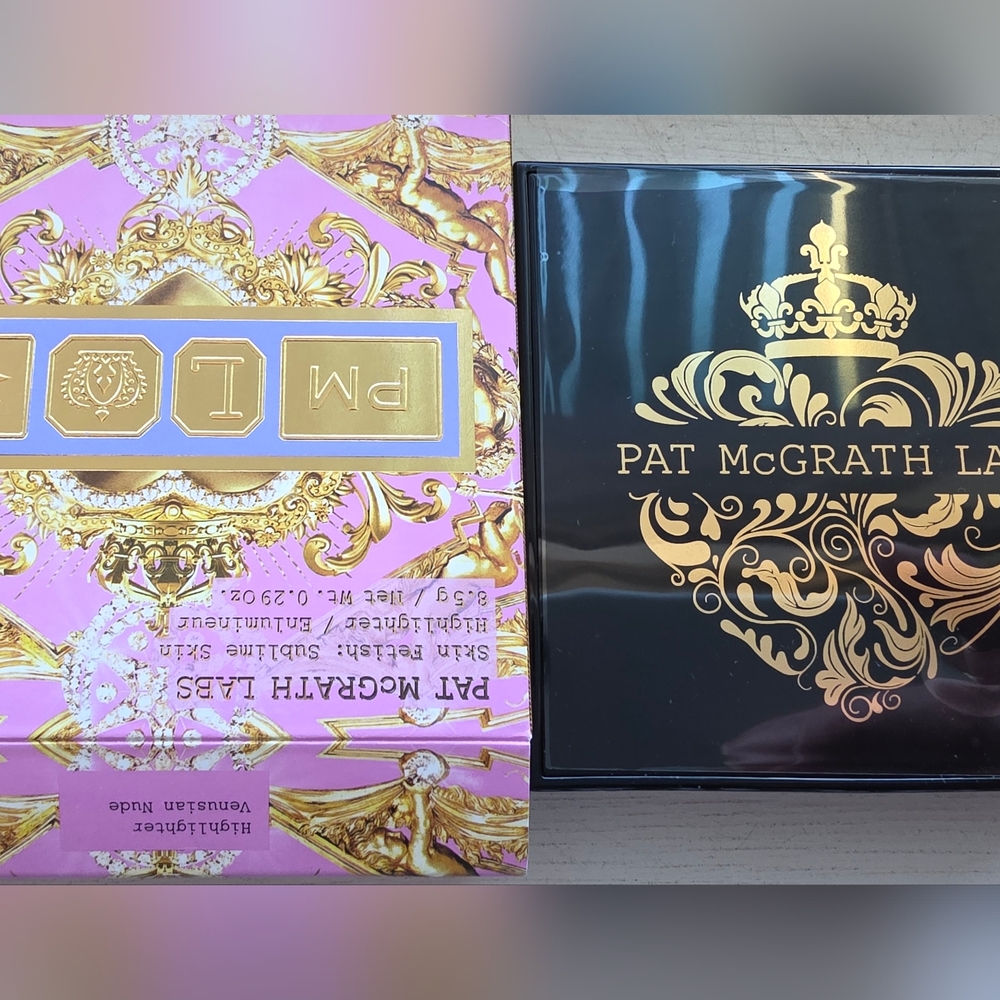 PM
L
PAT McGRATH LABS
Skin Fetish: Sublime Skin
Highlighter / Enlumineur
8.5g / Net Wt. 0.29 Oz.
Highlighter
Venusian Nude
PAT McGRATH LA